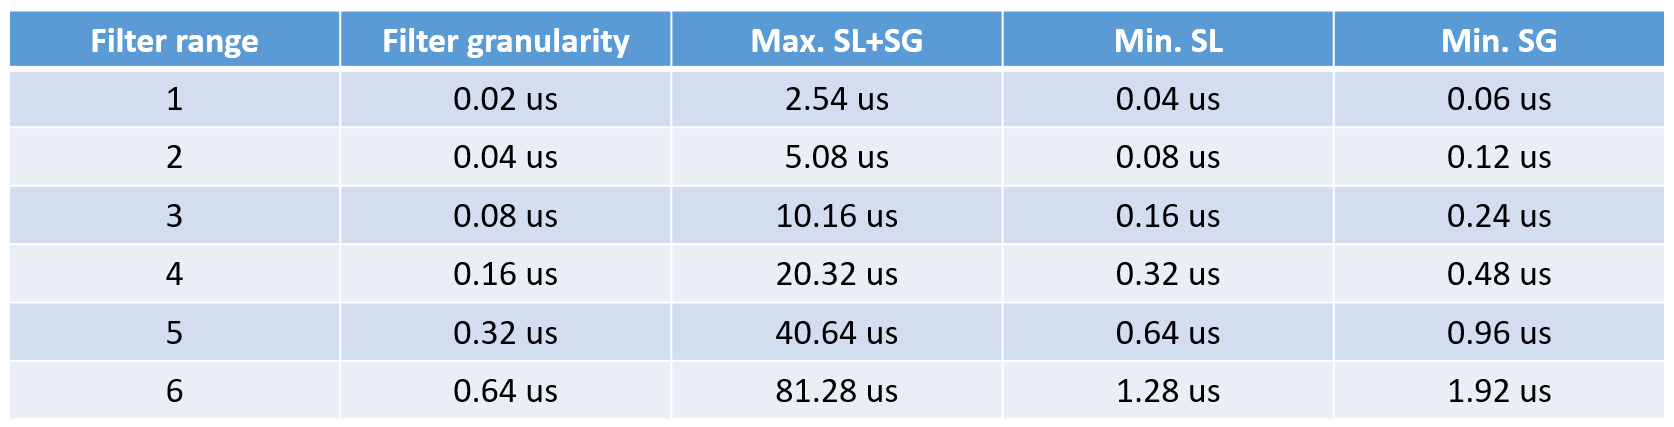 Filter range Filter granularity Max. SL+SG Min. SL Min. SG
1 0.02 us 2.54 us 0.04 us 0.06 us
2 0.04 us 5.08 us 0.08 us 0.12 us
3 0.08 us 10.16 us 0.16 us 0.24 us
4 0.16 us 20.32 us 0.32 us 0.48 us
5 0.32 us 40.64 us 0.64 us 0.96 us
6 0.64 us 81.28 us 1.28 us 1.92 us